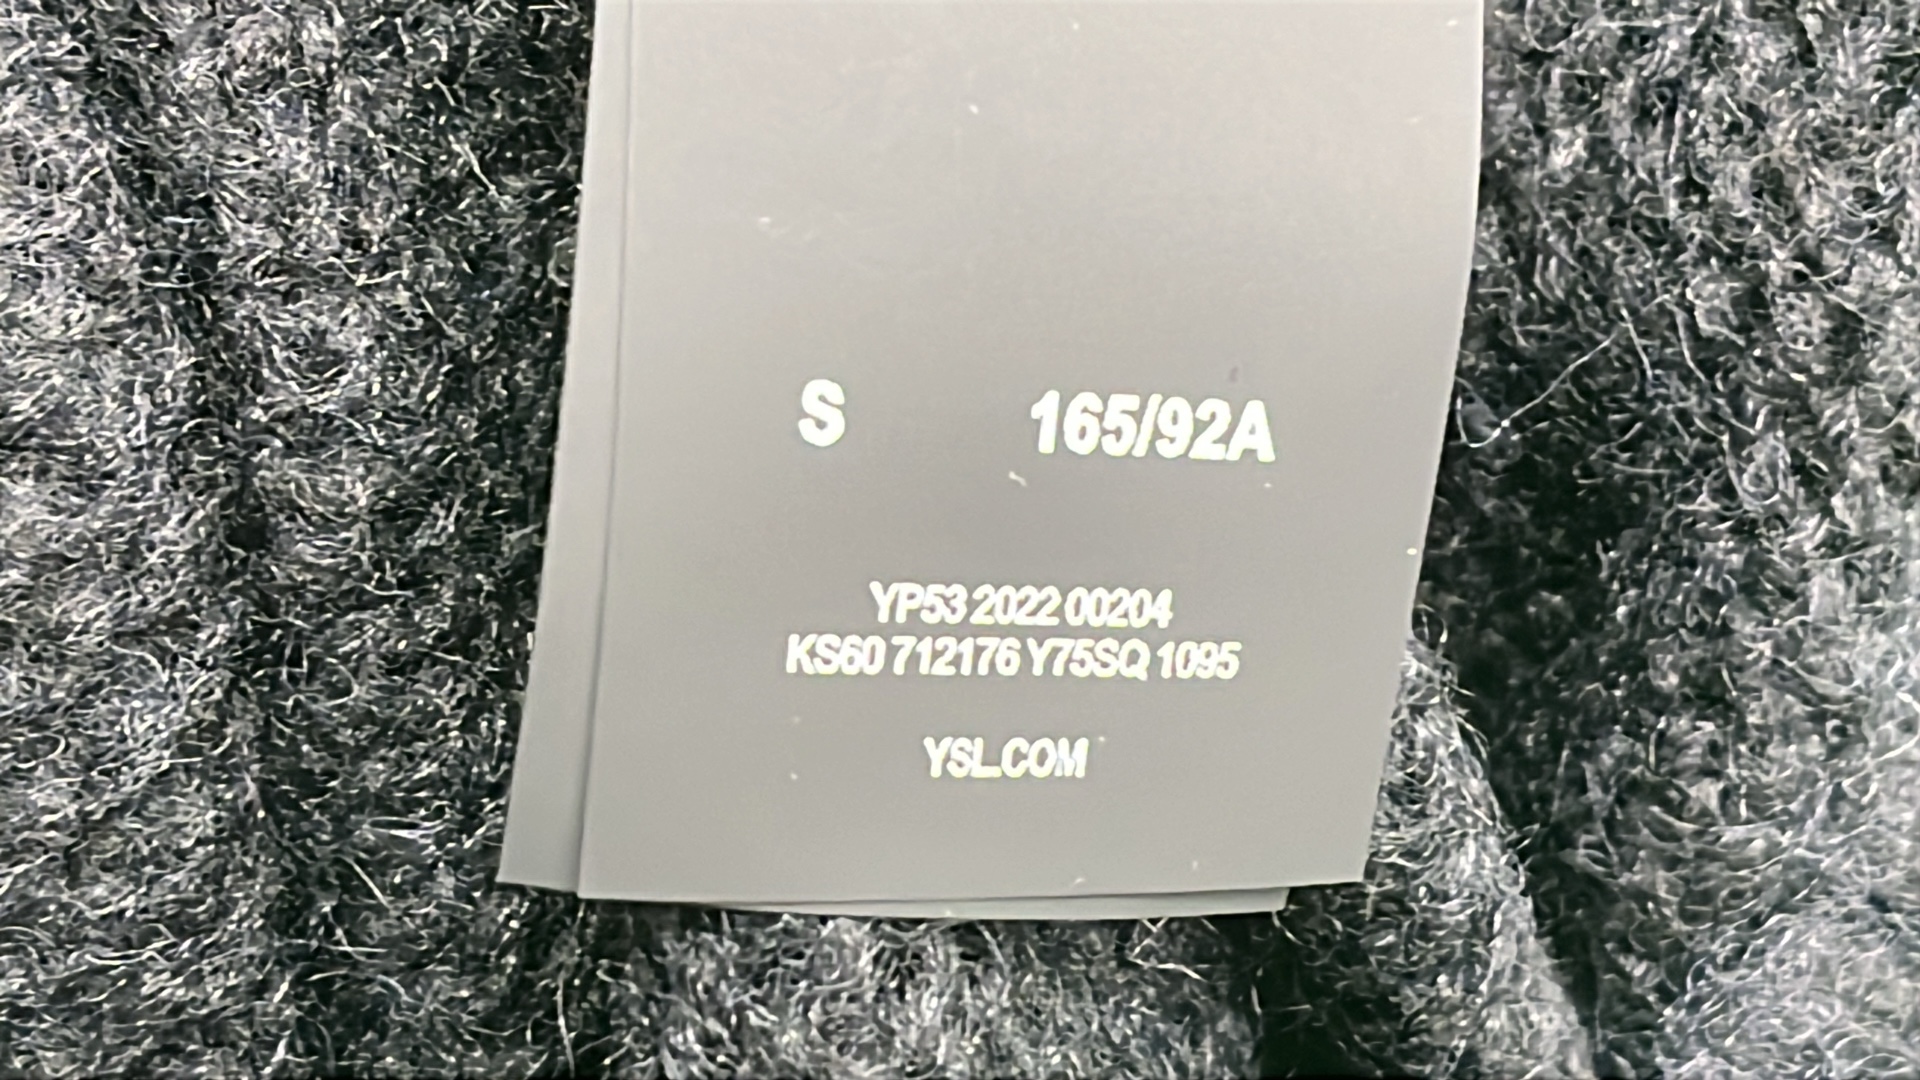 S 165/92A
YP53 2022 00204
KS60 712176 Y75SQ 1095
YSL.COM